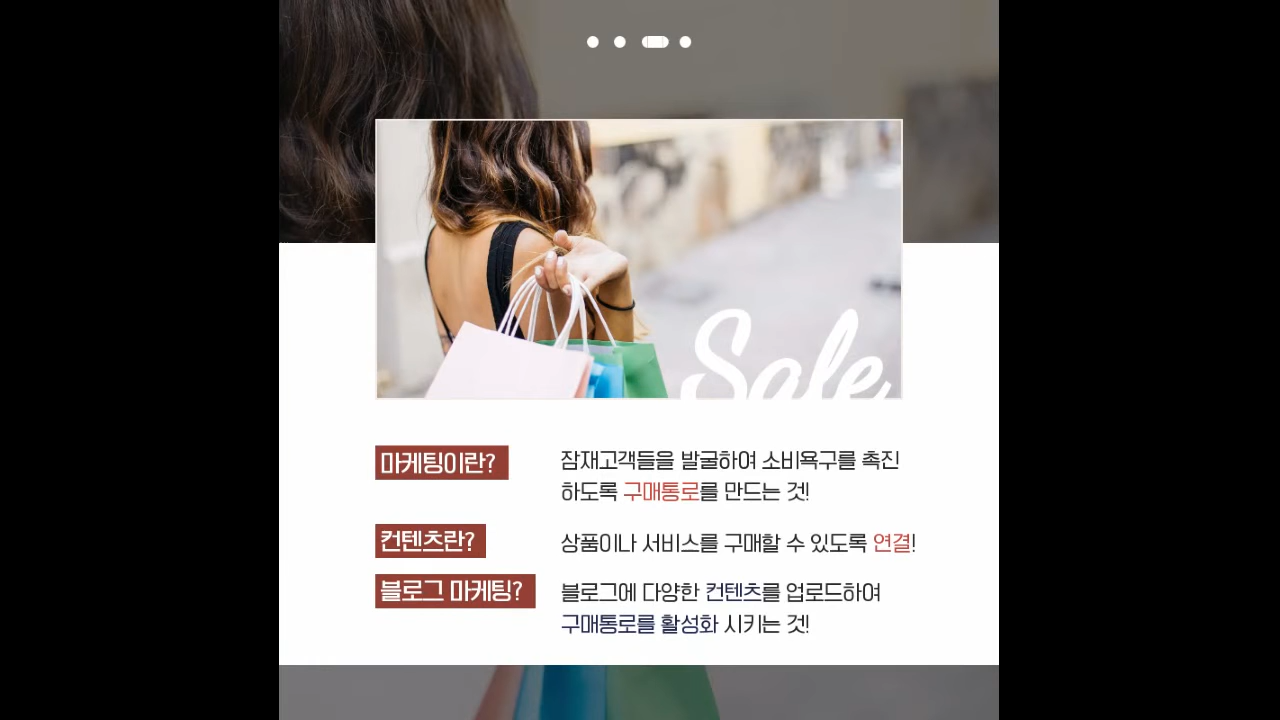 Sale
마케팅이란?
잠재고객들을 발굴하여 소비욕구를 촉진
하도록 구매통로를 만드는 것!
컨텐츠란?
상품이나 서비스를 구매할 수 있도록 연결!
블로그 마케팅?
블로그에 다양한 컨텐츠를 업로드하여
구매통로를 활성화 시키는 것!